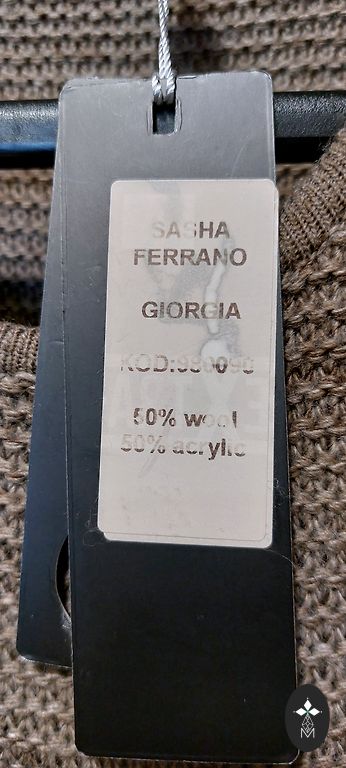 SASHA
FERRANO
GIORGIA
50% wool
50% acrylic